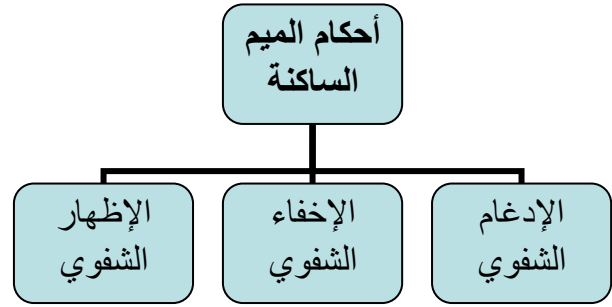 أحكام الميم
الساكنة
الإدغام
الشفوي
الإخفاء
الشفوي
الإظهار
الشفوي